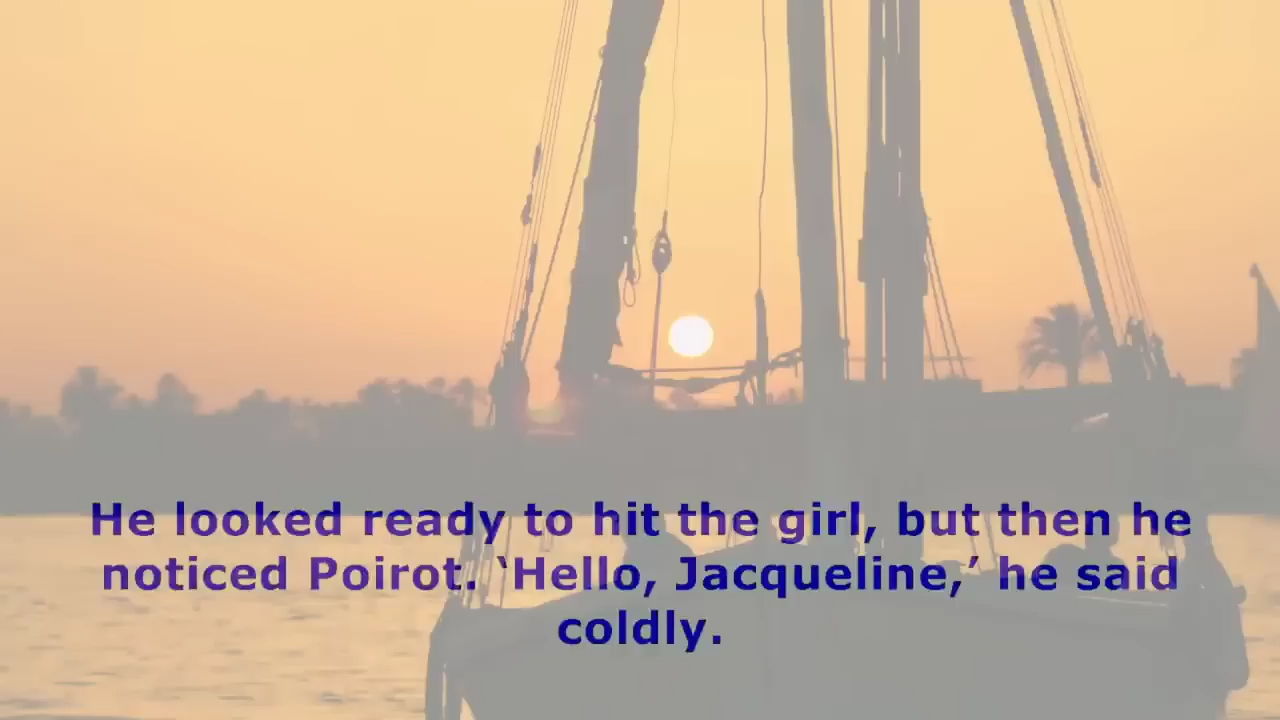 He looked ready to hit the girl, but then he
noticed Poirot. ‘Hello, Jacqueline,’ he said
coldly.